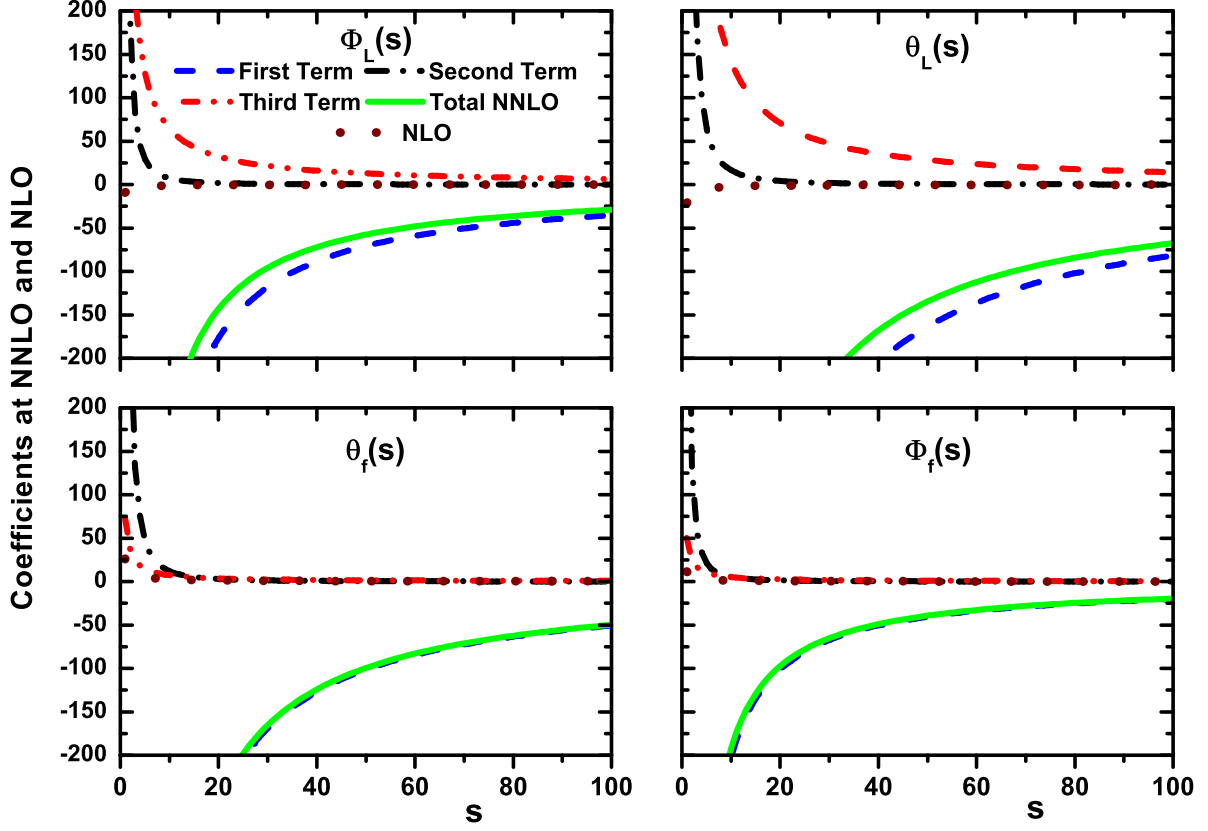 Coefficients at NNLO and NLO
Φ_L(s)
First Term Second Term
Third Term Total NNLO
NLO
200
150
100
50
0
-50
-100
-150
-200
θ_L(s)
θ_f(s)
200
150
100
50
0
-50
-100
-150
-200
0 20 40 60 80 100
s
Φ_f(s)
0 20 40 60 80 100
s